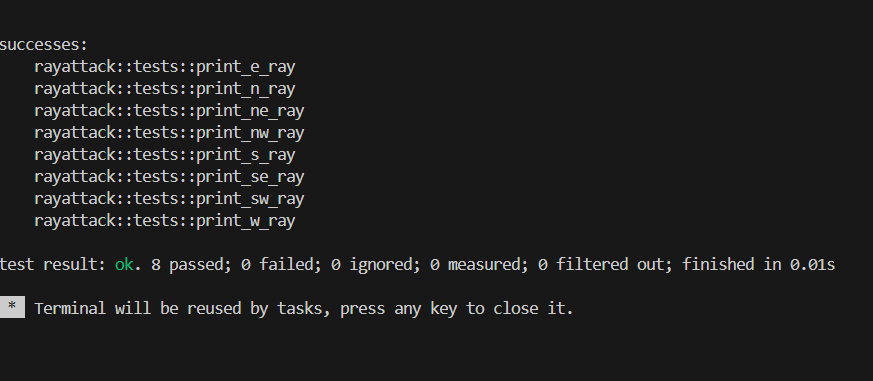 successes:
rayattack::tests::print_e_ray
rayattack::tests::print_n_ray
rayattack::tests::print_ne_ray
rayattack::tests::print_nw_ray
rayattack::tests::print_s_ray
rayattack::tests::print_se_ray
rayattack::tests::print_sw_ray
rayattack::tests::print_w_ray
test result: ok. 8 passed; 0 failed; 0 ignored; 0 measured; 0 filtered out; finished in 0.01s
* Terminal will be reused by tasks, press any key to close it.